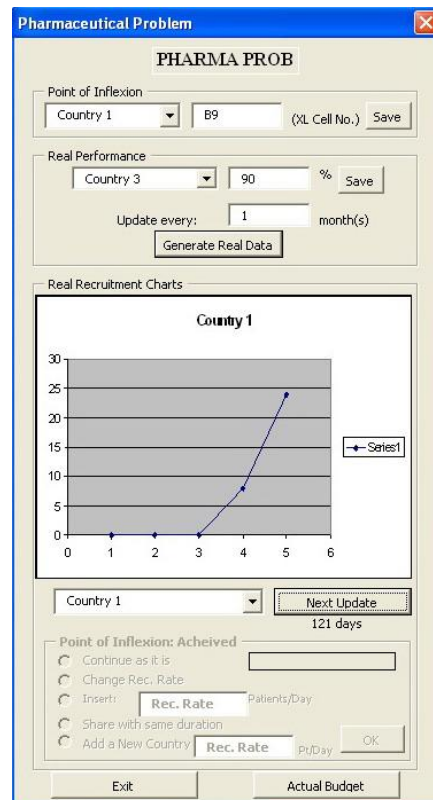 Pharmaceutical Problem
PHARMA PROB
Point of Inflexion
Country 1 B9 (XL Cell No.) Save
Real Performance
Country 3 90 % Save
Update every: 1 month(s)
Generate Real Data
Real Recruitment Charts
Country 1
30
25
20
15
10
5
0
0 1 2 3 4 5 6
Series1
Country 1 Next Update
121 days
Point of Inflexion: Acheived
Continue as it is
Change Rec. Rate
Insert: Rec. Rate Patients/Day
Share with same duration
Add a New Country Rec. Rate Pt/Day OK
Exit Actual Budget